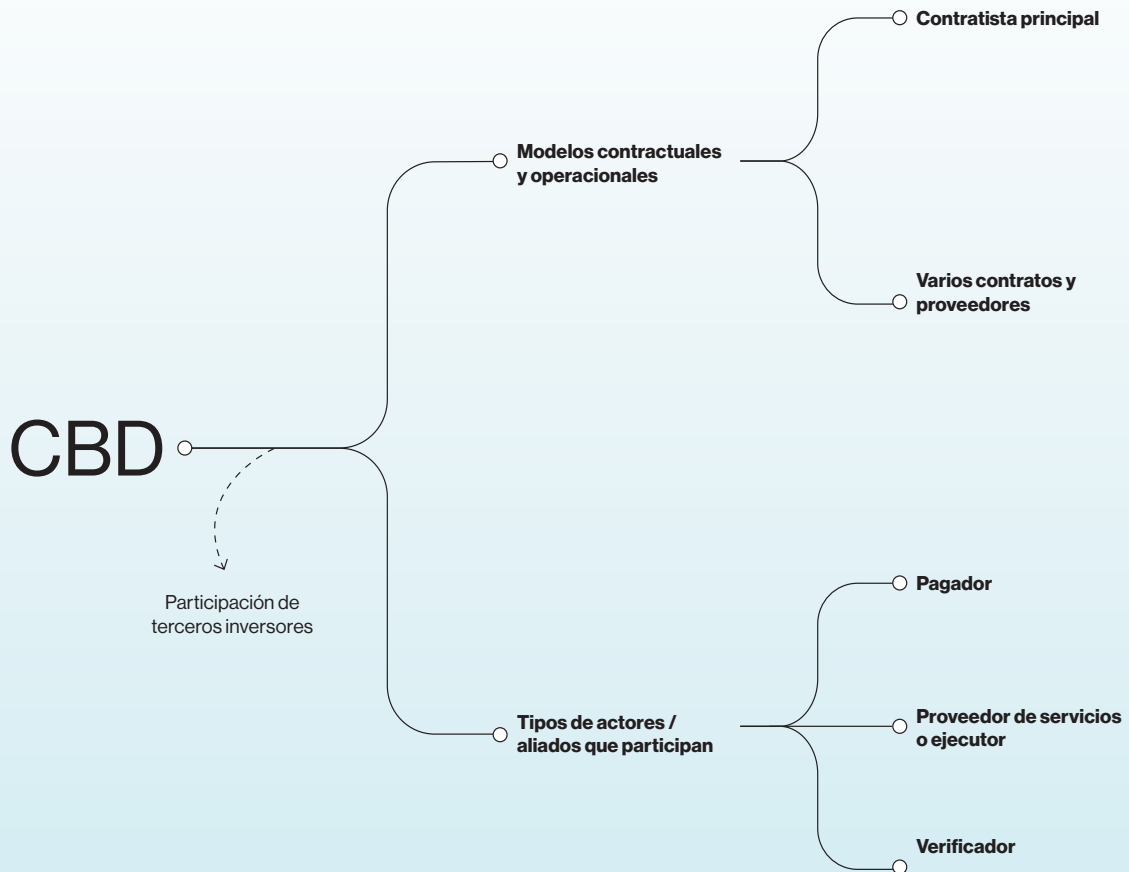 Contratista principal
Modelos contractuales
y operacionales
Varios contratos y
proveedores
CBD
Participación de
terceros inversores
Pagador
Tipos de actores /
aliados que participan
Proveedor de servicios
o ejecutor
Verificador